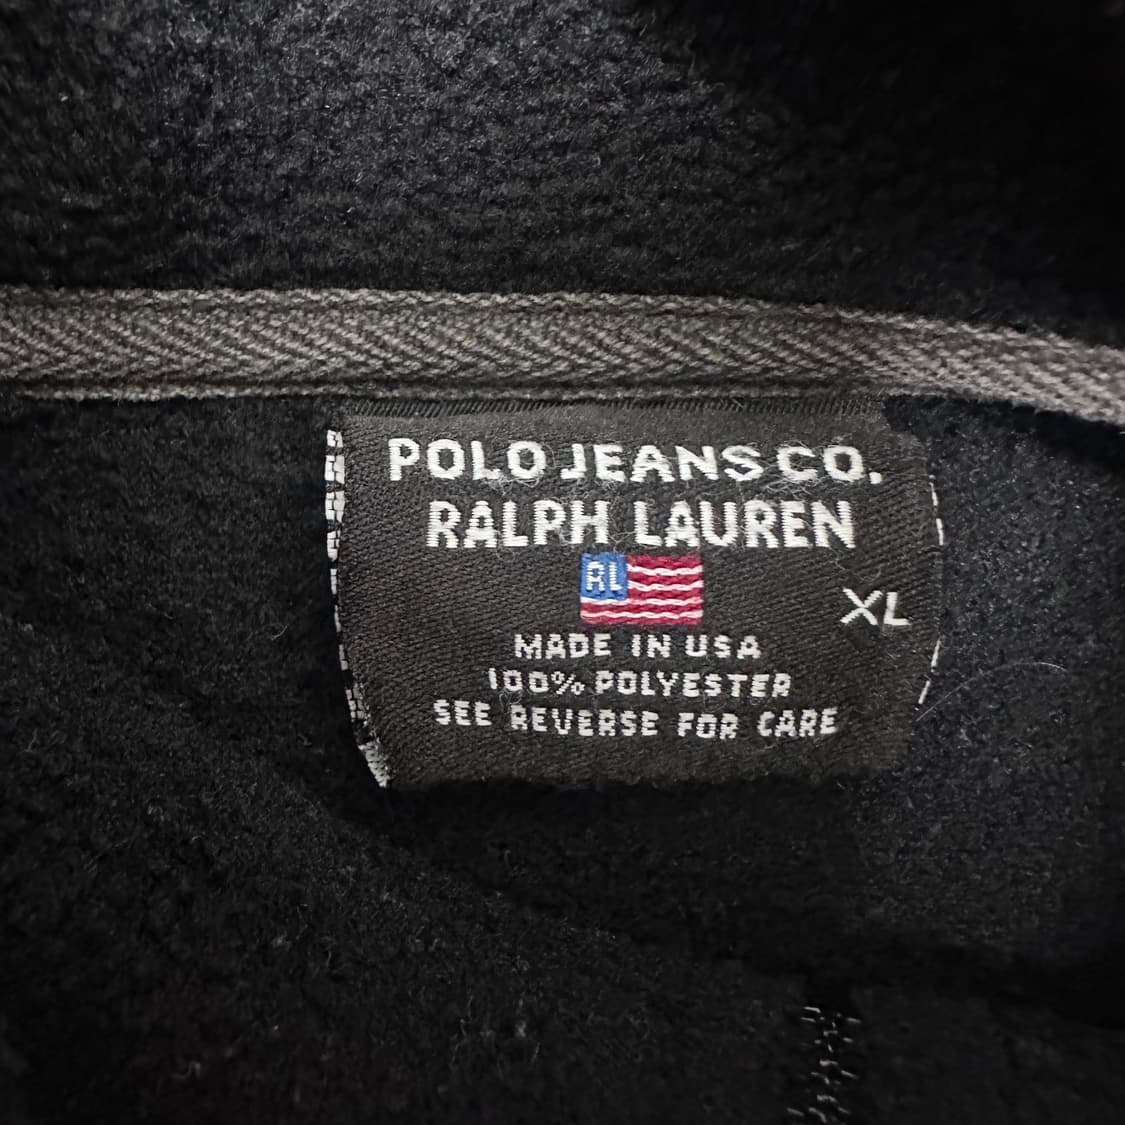 POLO JEANS CO.
RALPH LAUREN
RL
XL
MADE IN USA
100% POLYESTER
SEE REVERSE FOR CARE